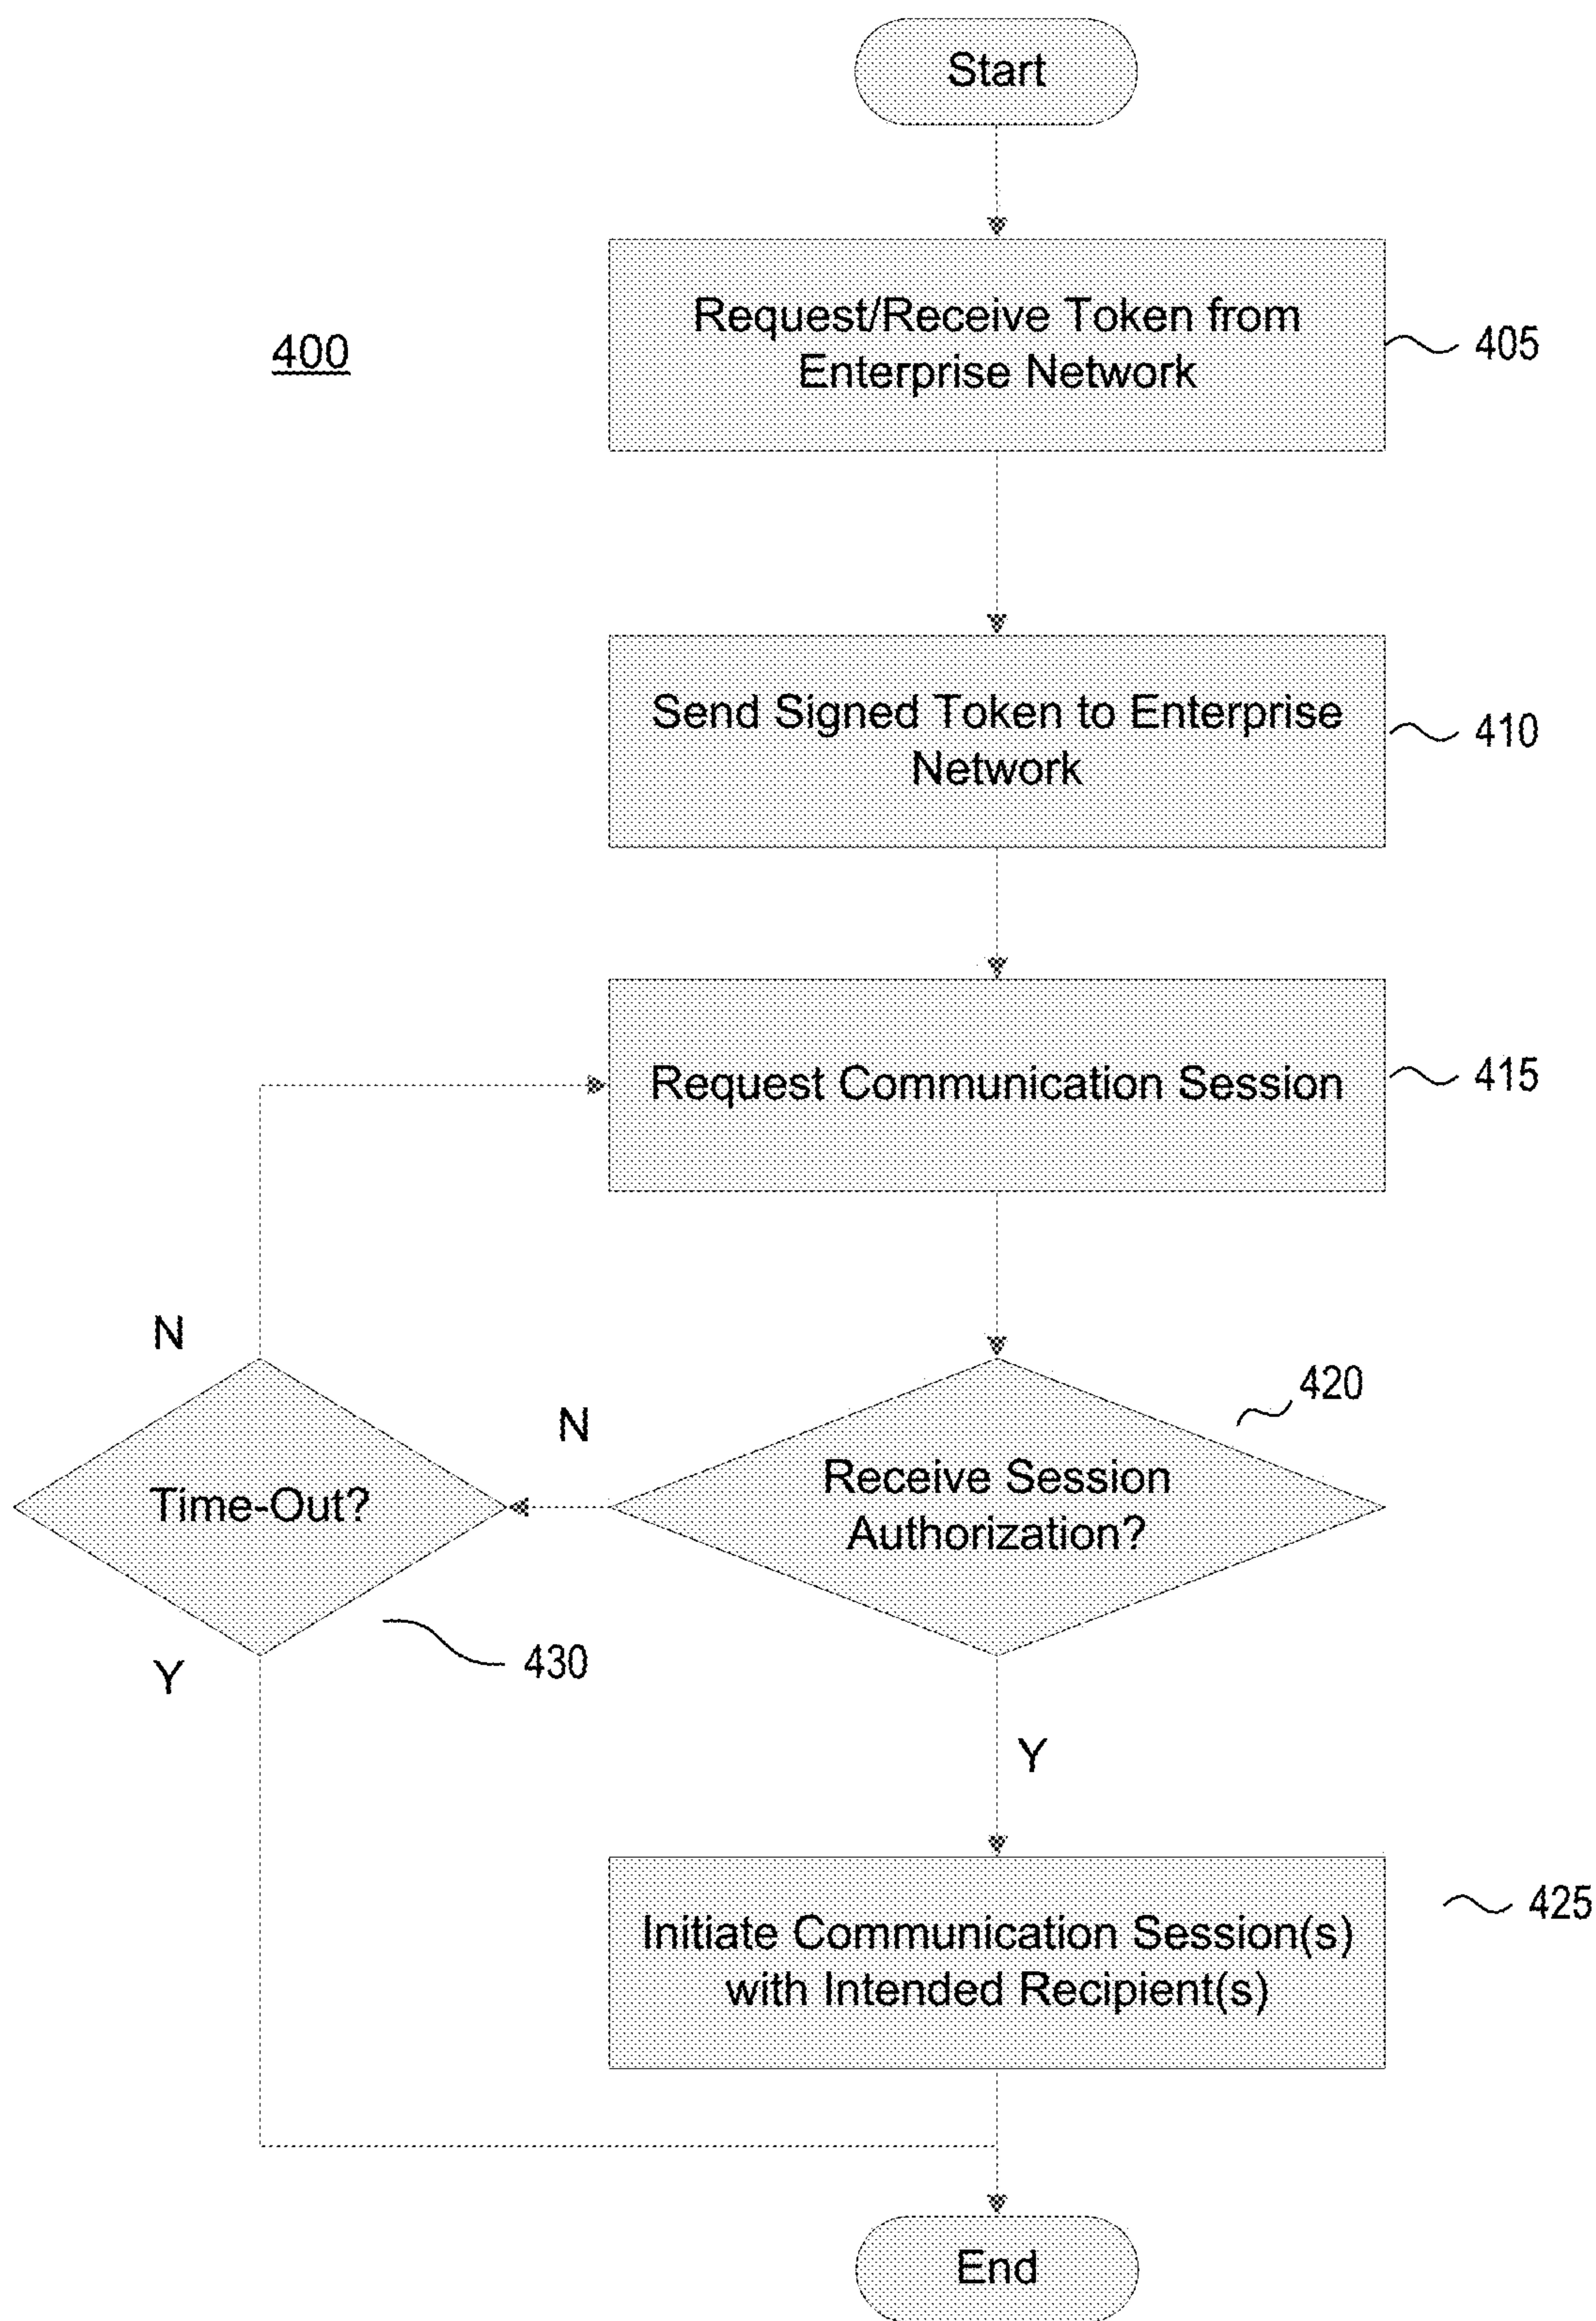 Start
400
Request/Receive Token from
Enterprise Network
405
Send Signed Token to Enterprise
Network
410
Request Communication Session
415
N
420
N
Receive Session
Authorization?
Time-Out?
430
Y
Y
Initiate Communication Session(s)
with Intended Recipient(s)
425
End